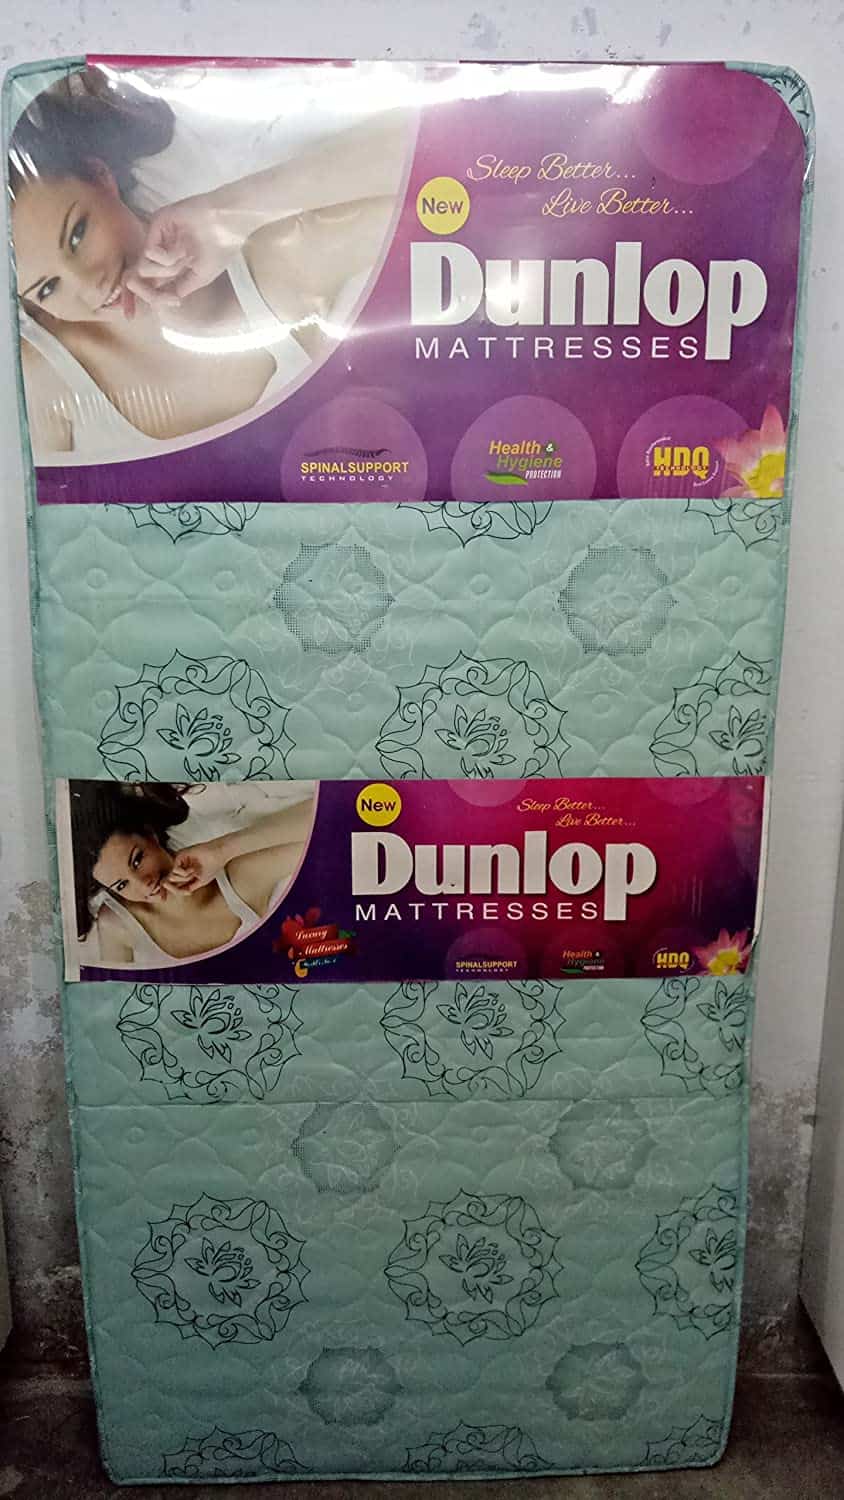 Sleep Better...
Live Better...
New
Dunlop
MATTRESSES
SPINALSUPPORT
TECHNOLOGY
Health &
Hygiene
PROTECTION
HDQ
TECHNOLOGY
New
Sleep Better...
Live Better...
Dunlop
MATTRESSES
Luxury
Mattresses
SPINALSUPPORT
TECHNOLOGY
Health &
Hygiene
PROTECTION
HDQ